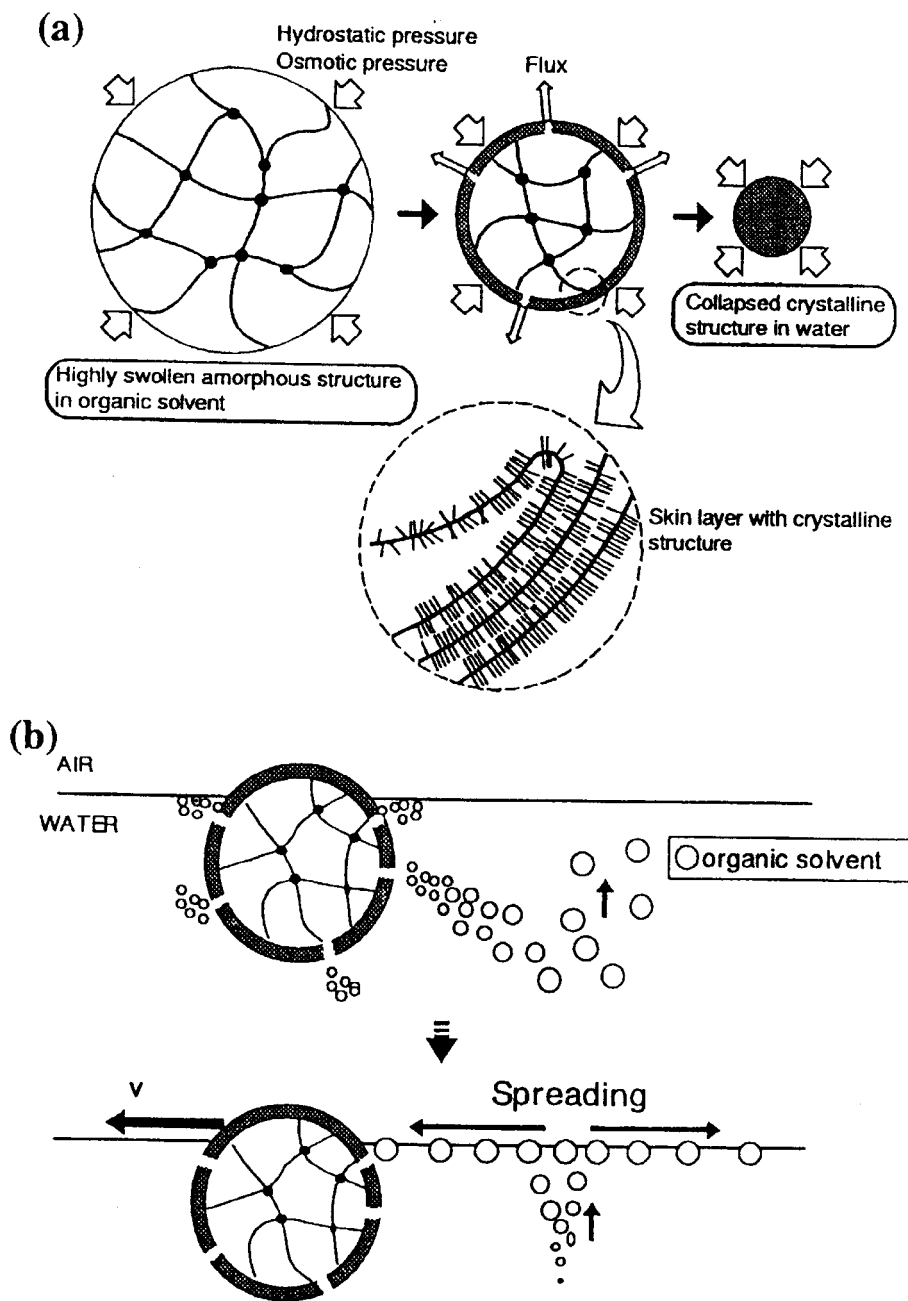 (a)
Hydrostatic pressure
Osmotic pressure
Flux
Highly swollen amorphous structure
in organic solvent
Collapsed crystalline
structure in water
Skin layer with crystalline
structure
(b)
AIR
WATER
organic solvent
v
Spreading